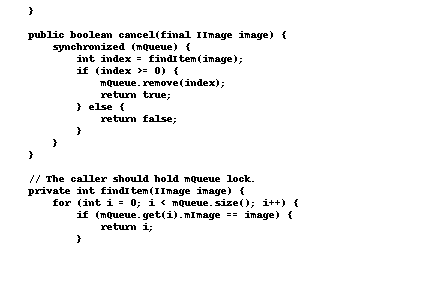 }
public boolean cancel(final IImage image) {
synchronized (mQueue) {
int index = findItem(image);
if (index >= 0) {
mQueue.remove(index);
return true;
} else {
return false;
}
}
}
// The caller should hold mQueue lock.
private int findItem(IImage image) {
for (int i = 0; i < mQueue.size(); i++) {
if (mQueue.get(i).mImage == image) {
return i;
}